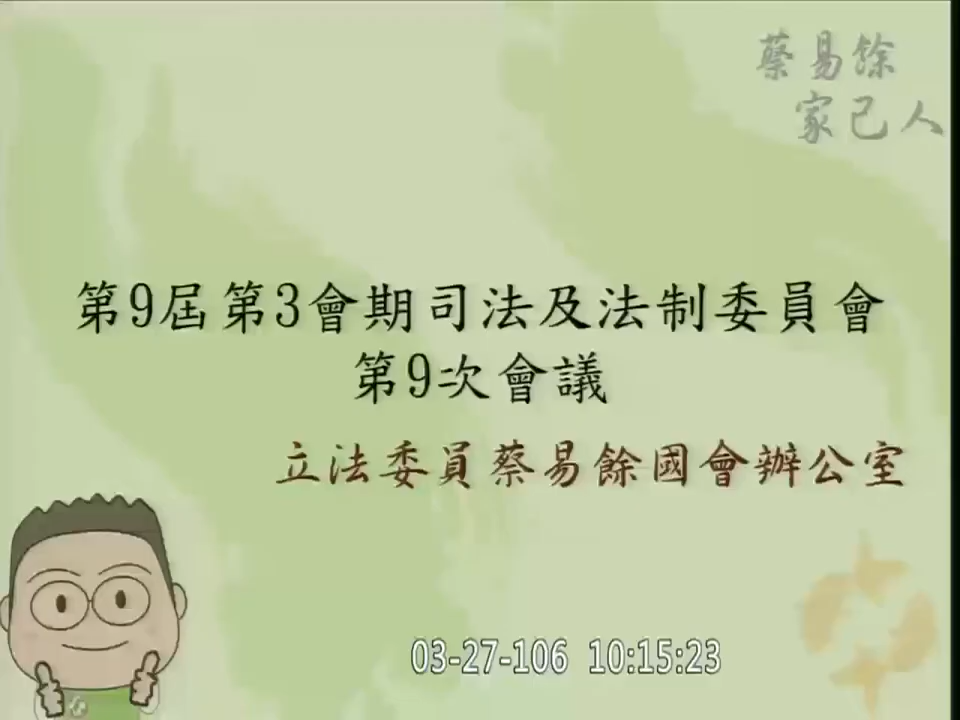 蔡易餘
家己人
第9屆第3會期司法及法制委員會
第9次會議
立法委員蔡易餘國會辦公室
03-27-106 10:15:23